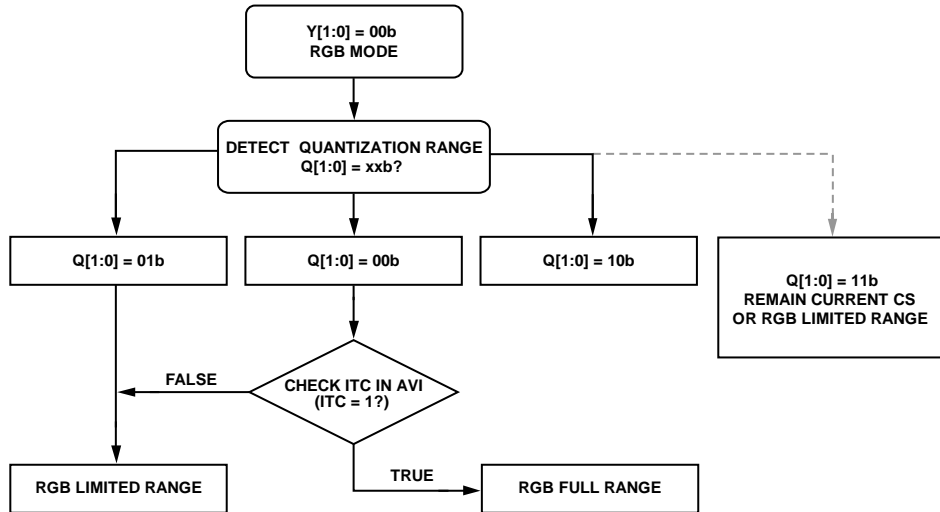 Y[1:0] = 00b
RGB MODE
DETECT QUANTIZATION RANGE
Q[1:0] = xxb?
Q[1:0] = 01b
Q[1:0] = 00b
Q[1:0] = 10b
Q[1:0] = 11b
REMAIN CURRENT CS
OR RGB LIMITED RANGE
FALSE
CHECK ITC IN AVI
(ITC = 1?)
TRUE
RGB LIMITED RANGE
RGB FULL RANGE